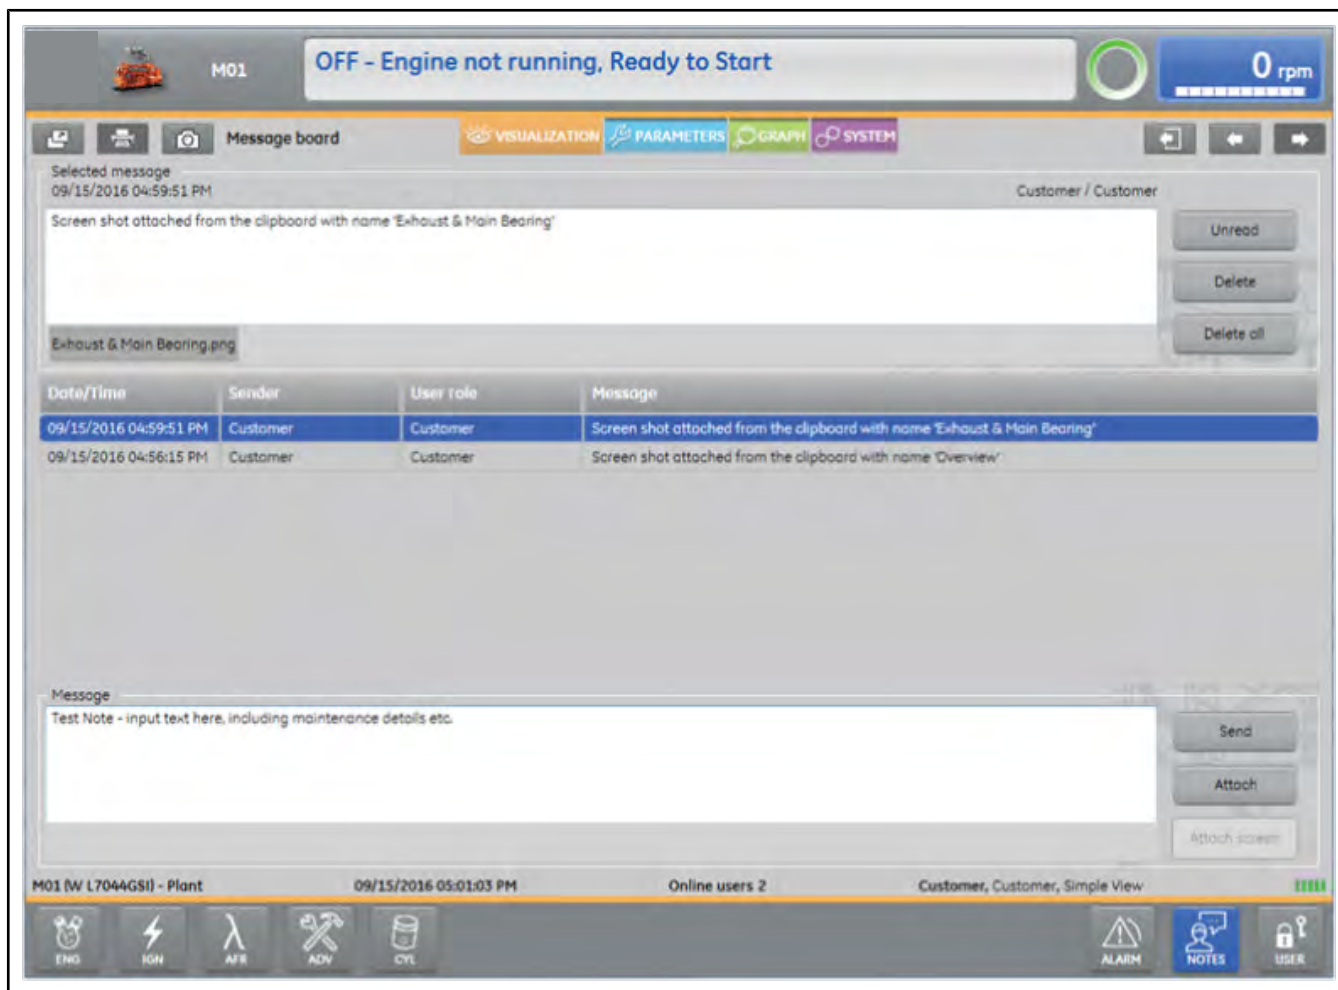 M01
OFF - Engine not running, Ready to Start
0 rpm
Message board
VISUALIZATION
PARAMETERS
GRAPH
SYSTEM
Selected message
09/15/2016 04:59:51 PM
Customer / Customer
Screen shot attached from the clipboard with name 'Exhaust & Main Bearing'
Unread
Delete
Delete all
Exhaust & Main Bearing.png
Date/Time Sender User role Message
09/15/2016 04:59:51 PM Customer Customer Screen shot attached from the clipboard with name 'Exhaust & Main Bearing'
09/15/2016 04:56:15 PM Customer Customer Screen shot attached from the clipboard with name 'Overview'
Message
Test Note - input text here, including maintenance details etc.
Send
Attach
Attach screen
M01 (W L7044GSI) - Plant 09/15/2016 05:01:03 PM Online users 2 Customer, Customer, Simple View
ENG
IGN
λ
AFR
ADV
CYL
ALARM
NOTES
USER